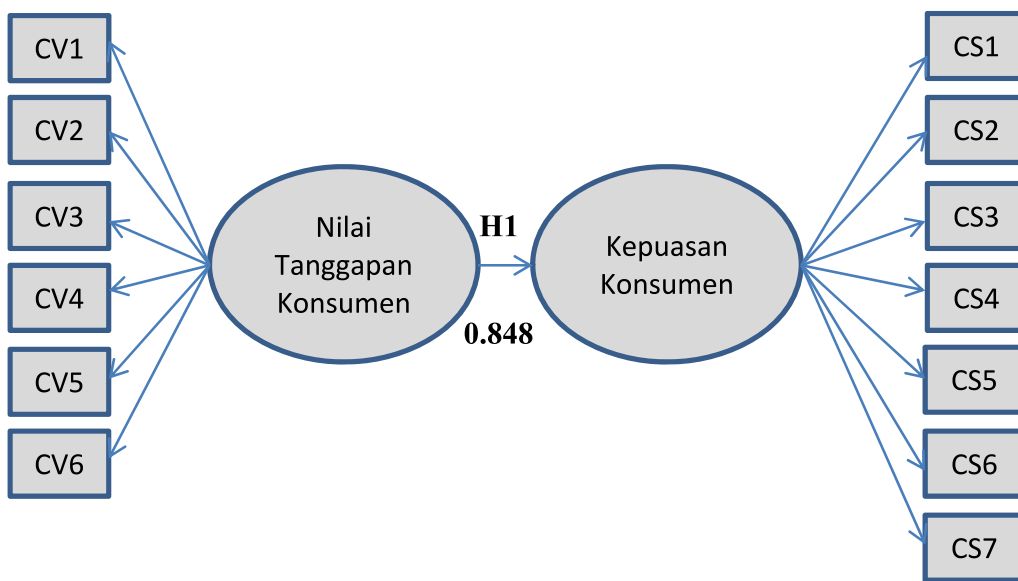 CV1
CV2
CV3
CV4
CV5
CV6
Nilai
Tanggapan
Konsumen
H1
0.848
Kepuasan
Konsumen
CS1
CS2
CS3
CS4
CS5
CS6
CS7